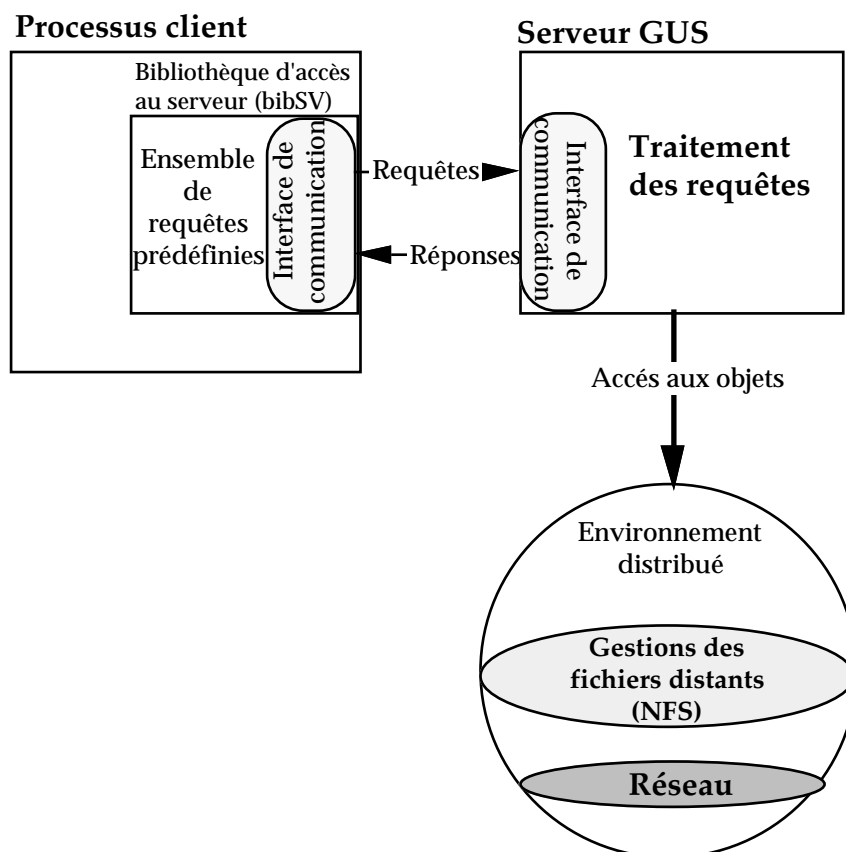 Processus client
Serveur GUS
Bibliothèque d'accès
au serveur (bibSV)
Ensemble
de
requêtes
prédéfinies
Interface de
communication
Requêtes
Réponses
Interface de
communication
Traitement
des requêtes
Accés aux objets
Environnement
distribué
Gestions des
fichiers distants
(NFS)
Réseau